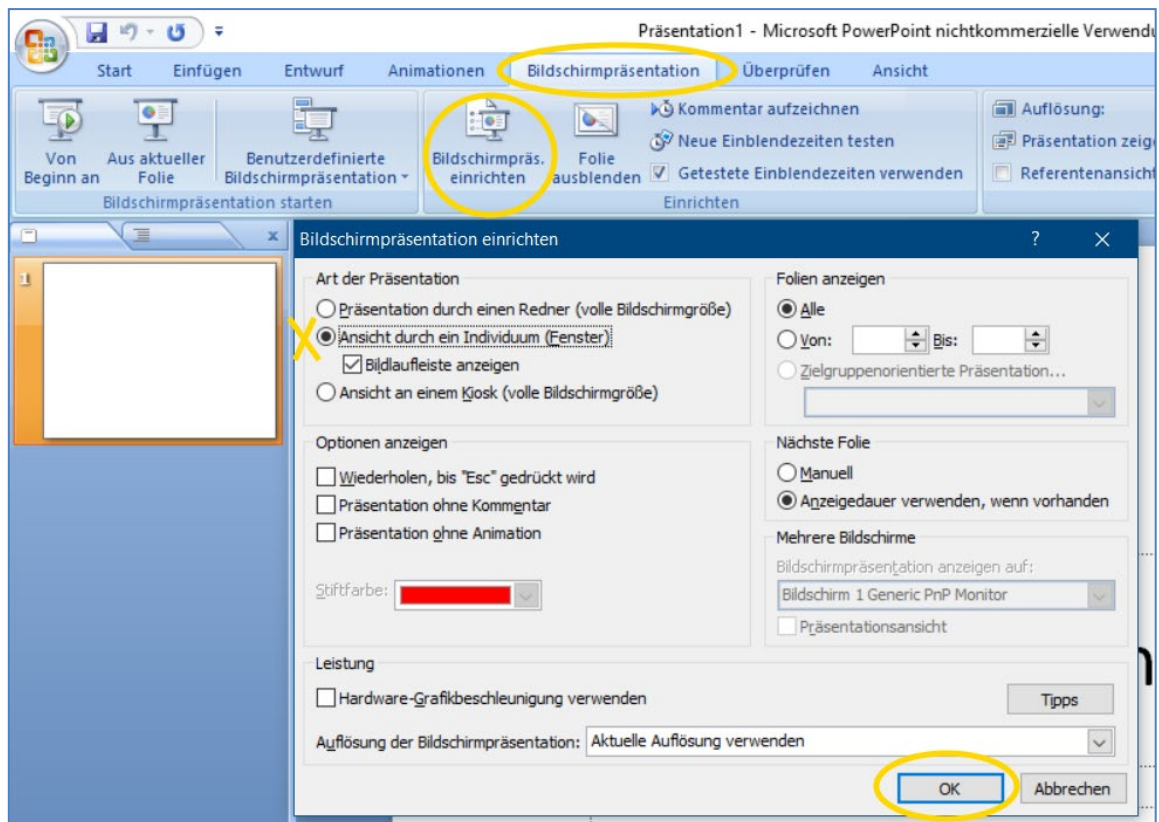 Präsentation1 - Microsoft PowerPoint nichtkommerzielle
Start Einfügen Entwurf Animationen Bildschirmpräsentation Überprüfen Ansicht
Von Beginn an
Aus aktueller Folie
Benutzerdefinierte Bildschirmpräsentation
Bildschirmpräsentation starten
Bildschirmpräs. einrichten
Folie ausblenden
Kommentar aufzeichnen
Neue Einblendezeiten testen
Getestete Einblendezeiten verwenden
Einrichten
Auflösung:
Präsentation
1
Bildschirmpräsentation einrichten ?
Art der Präsentation
Präsentation durch einen Redner (volle Bildschirmgröße)
Ansicht durch ein Individuum (Fenster)
Bildlaufleiste anzeigen
Ansicht an einem Kiosk (volle Bildschirmgröße)
Folien anzeigen
Alle
Von: Bis:
Zielgruppenorientierte Präsentation...
Optionen anzeigen
Wiederholen, bis "Esc" gedrückt wird
Präsentation ohne Kommentar
Präsentation ohne Animation
Stiftfarbe:
Nächste Folie
Manuell
Anzeigedauer verwenden, wenn vorhanden
Mehrere Bildschirme
Bildschirmpräsentation anzeigen auf:
Bildschirm 1 Generic PnP Monitor
Präsentationsansicht
Leistung
Hardware-Grafikbeschleunigung verwenden
Tipps
Auflösung der Bildschirmpräsentation: Aktuelle Auflösung verwenden
OK Abbrechen